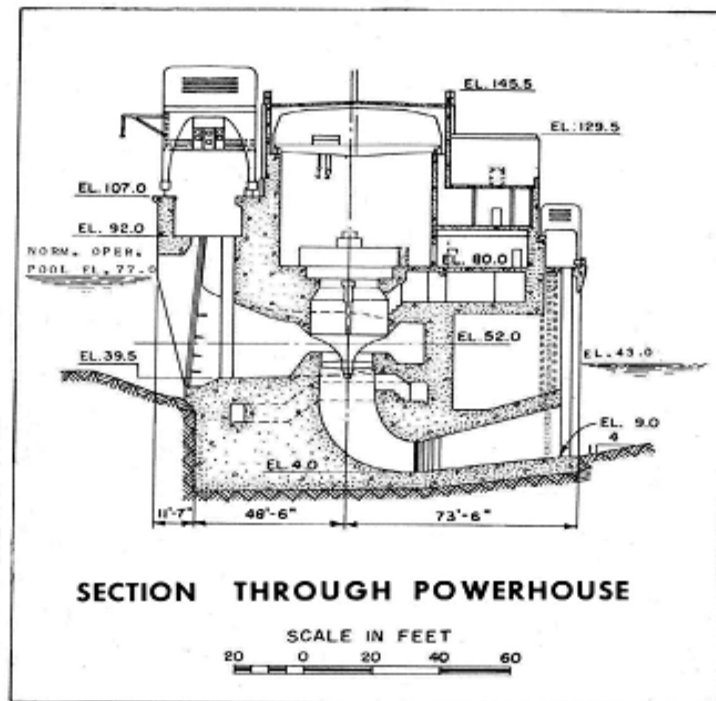 EL. 145.5
EL. 129.5
EL. 107.0
EL. 92.0
NORM. OPER.
POOL EL. 77.0
EL. 80.0
EL. 52.0
EL. 39.5
EL. 43.0
EL. 9.0
4
EL. 4.0
11'-7"
48'-6"
73'-6"
SECTION THROUGH POWERHOUSE
SCALE IN FEET
20 0 20 40 60